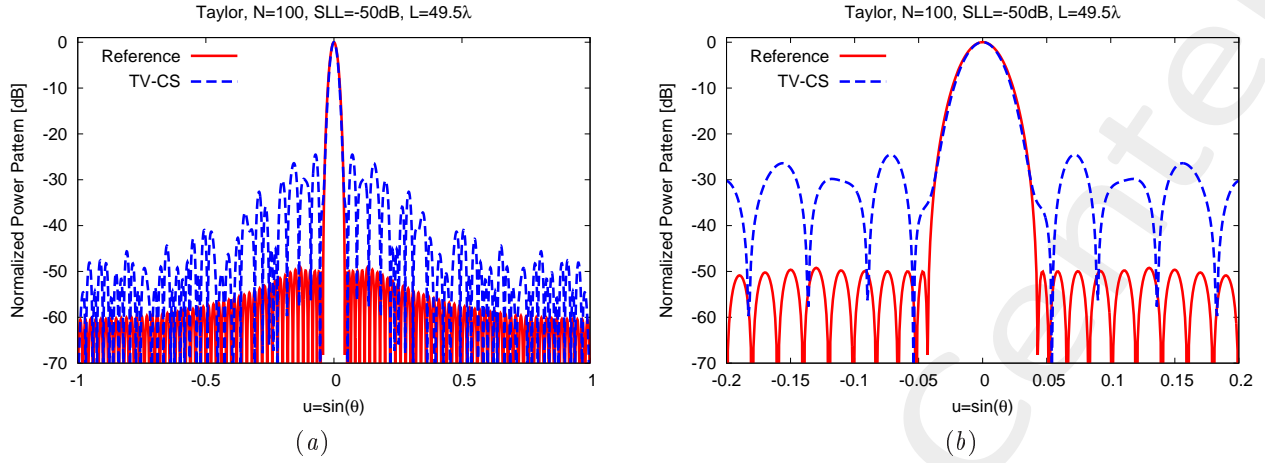 Taylor, N=100, SLL=-50dB, L=49.5λ
Normalized Power Pattern [dB]
0
-10
-20
-30
-40
-50
-60
-70
Reference
TV-CS
-1
-0.5
0
0.5
1
u=sin(θ)
(a)
Taylor, N=100, SLL=-50dB, L=49.5λ
Normalized Power Pattern [dB]
0
-10
-20
-30
-40
-50
-60
-70
Reference
TV-CS
-0.2
-0.15
-0.1
-0.05
0
0.05
0.1
0.15
0.2
u=sin(θ)
(b)
Cente